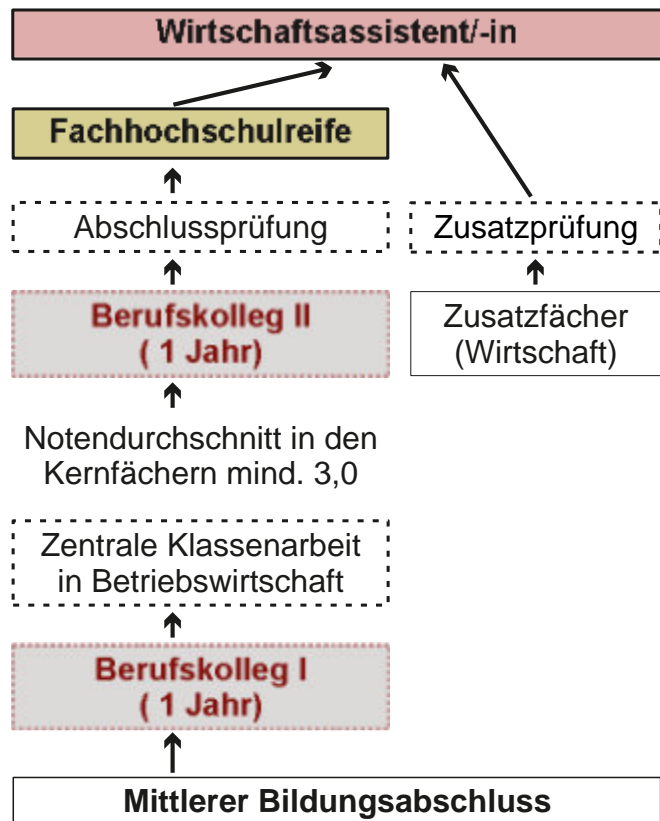 Wirtschaftsassistent/-in
Fachhochschulreife
Abschlussprüfung
Zusatzprüfung
Berufskolleg II
( 1 Jahr)
Zusatzfächer
(Wirtschaft)
Notendurchschnitt in den
Kernfächern mind. 3,0
Zentrale Klassenarbeit
in Betriebswirtschaft
Berufskolleg I
( 1 Jahr)
Mittlerer Bildungsabschluss